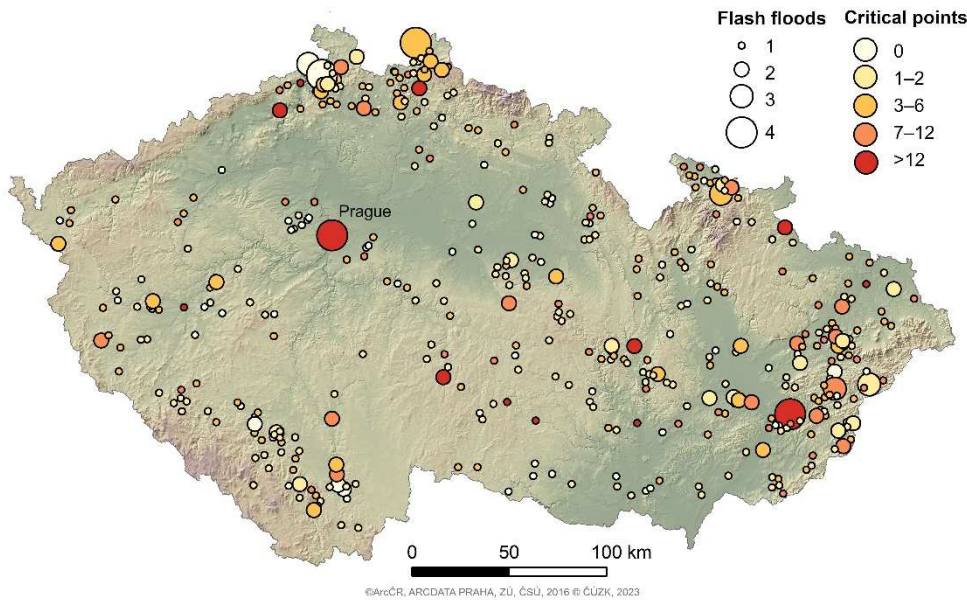 Flash floods
1
2
3
4
Critical points
0
1–2
3–6
7–12
>12
Prague
0 50 100 km
©ArcČR, ARCDATA PRAHA, ZÚ, ČSÚ, 2016 © ČÚZK, 2023